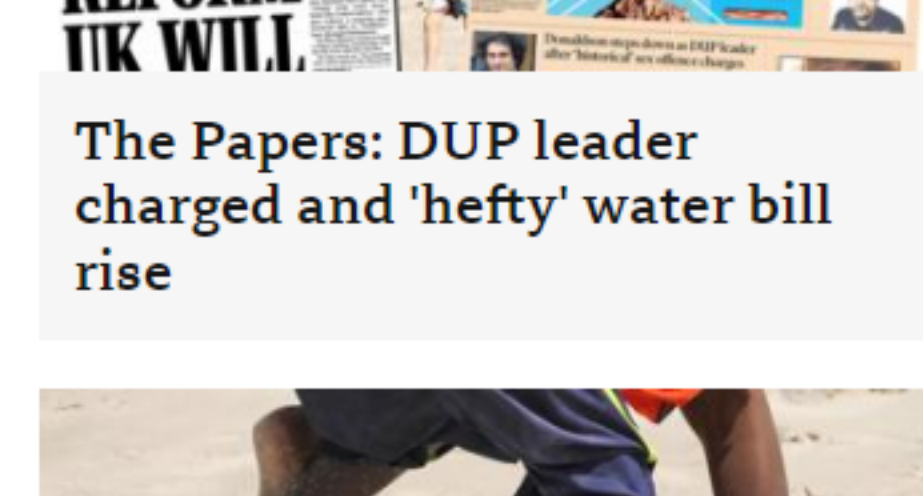 UK WILL
Donaldson steps down as DUP leader
after 'historical' sex offence charges
The Papers: DUP leader
charged and 'hefty' water bill
rise